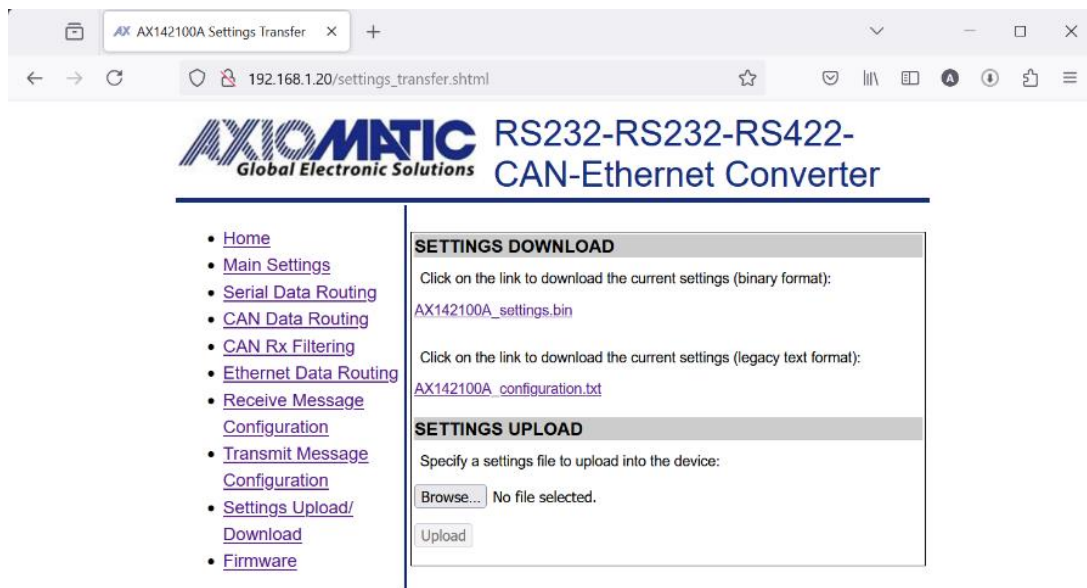 AX AX142100A Settings Transfer
192.168.1.20/settings_transfer.shtml
A
AXIOMATIC
Global Electronic Solutions
RS232-RS232-RS422-
CAN-Ethernet Converter
Home
Main Settings
Serial Data Routing
CAN Data Routing
CAN Rx Filtering
Ethernet Data Routing
Receive Message
Configuration
Transmit Message
Configuration
Settings Upload/
Download
Firmware
SETTINGS DOWNLOAD
Click on the link to download the current settings (binary format):
AX142100A_settings.bin
Click on the link to download the current settings (legacy text format):
AX142100A_configuration.txt
SETTINGS UPLOAD
Specify a settings file to upload into the device:
Browse... No file selected.
Upload